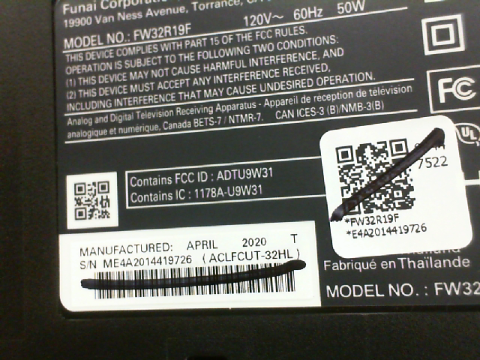 Funai Corporation
19900 Van Ness Avenue, Torrance, CA
120V~ 60Hz 50W
MODEL NO.: FW32R19F
THIS DEVICE COMPLIES WITH PART 15 OF THE FCC RULES.
OPERATION IS SUBJECT TO THE FOLLOWING TWO CONDITIONS:
(1) THIS DEVICE MAY NOT CAUSE HARMFUL INTERFERENCE, AND
(2) THIS DEVICE MUST ACCEPT ANY INTERFERENCE RECEIVED,
INCLUDING INTERFERENCE THAT MAY CAUSE UNDESIRED OPERATION.
Analog and Digital Television Receiving Apparatus - Appareil de réception de télévision
analogique et numérique, Canada BETS-7 / NTMR-7. CAN ICES-3 (B)/NMB-3(B)
FC
UL
Contains FCC ID : ADTU9W31
Contains IC : 1178A-U9W31
7522
*FW32R19F
*E4A2014419726
MANUFACTURED: APRIL 2020 T
S/N ME4A2014419726 (ACLFCUT-32HL)
Fabriqué en Thaïlande
MODEL NO. : FW32